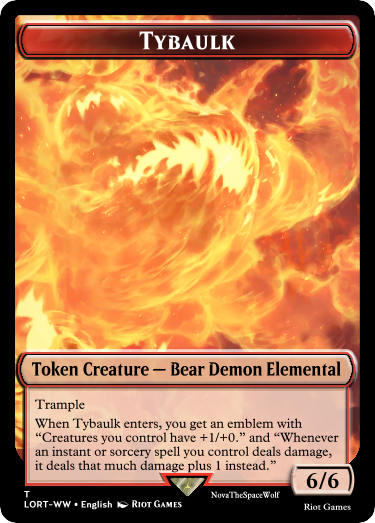 Tybaulk
Token Creature — Bear Demon Elemental
Trample
When Tybaulk enters, you get an emblem with
“Creatures you control have +1/+0.” and “Whenever
an instant or sorcery spell you control deals damage,
it deals that much damage plus 1 instead.”
6/6
T
LORT-WW • English Riot Games
NovaTheSpaceWolf
Riot Games